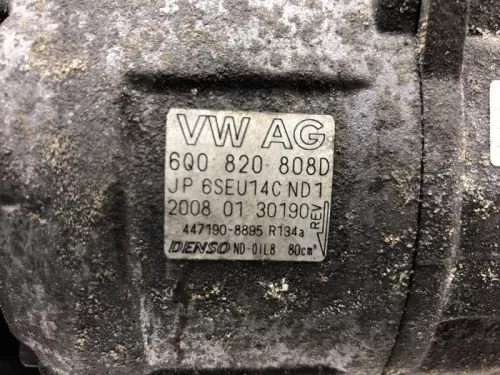 VW AG
6Q0 820 808D
JP 6SEU14C ND1
2008 01 30190
REV
447190-8895 R134a
DENSO ND-OIL8 80cm³